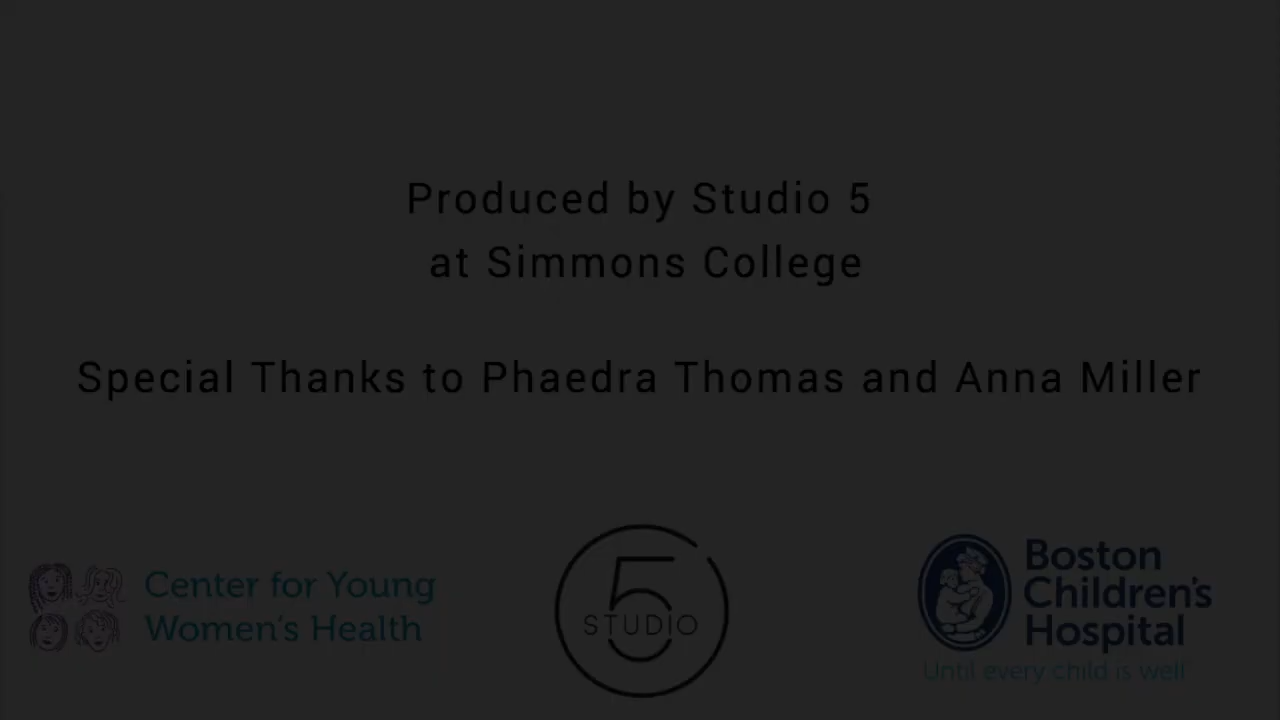 Produced by Studio 5
at Simmons College
Special Thanks to Phaedra Thomas and Anna Miller
Center for Young
Women's Health
5
STUDIO
Boston
Children's
Hospital
Until every child is well